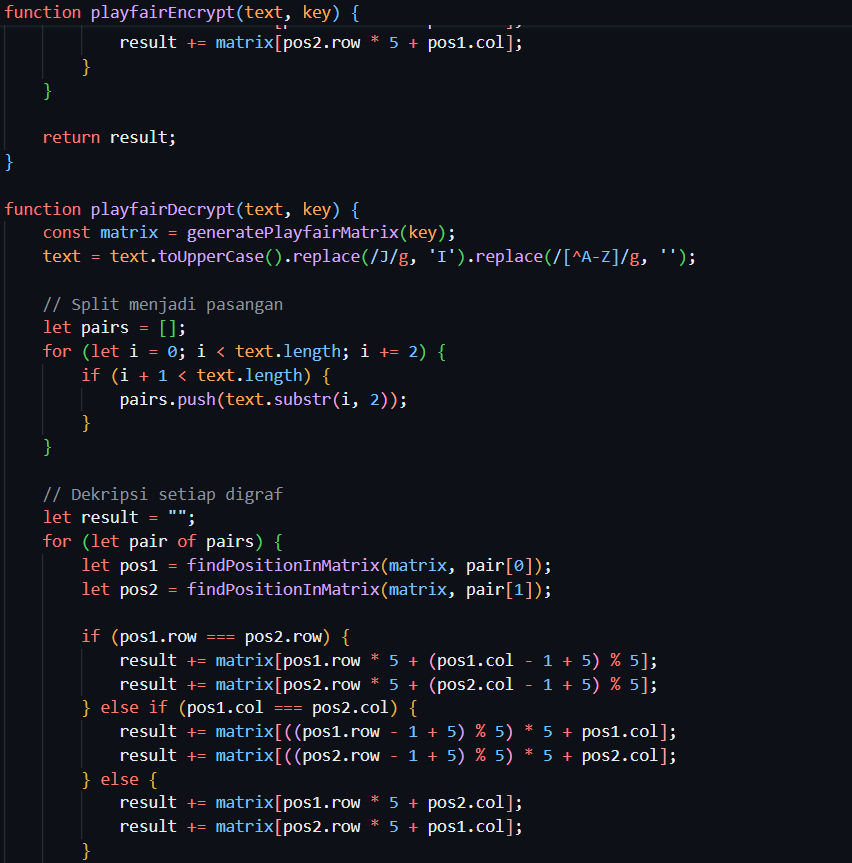 function playfairEncrypt(text, key) {
            result += matrix[pos2.row * 5 + pos1.col];
        }
    }

    return result;
}

function playfairDecrypt(text, key) {
    const matrix = generatePlayfairMatrix(key);
    text = text.toUpperCase().replace(/J/g, 'I').replace(/[^A-Z]/g, '');

    // Split menjadi pasangan
    let pairs = [];
    for (let i = 0; i < text.length; i += 2) {
        if (i + 1 < text.length) {
            pairs.push(text.substr(i, 2));
        }
    }

    // Dekripsi setiap digraf
    let result = "";
    for (let pair of pairs) {
        let pos1 = findPositionInMatrix(matrix, pair[0]);
        let pos2 = findPositionInMatrix(matrix, pair[1]);

        if (pos1.row === pos2.row) {
            result += matrix[pos1.row * 5 + (pos1.col - 1 + 5) % 5];
            result += matrix[pos2.row * 5 + (pos2.col - 1 + 5) % 5];
        } else if (pos1.col === pos2.col) {
            result += matrix[((pos1.row - 1 + 5) % 5) * 5 + pos1.col];
            result += matrix[((pos2.row - 1 + 5) % 5) * 5 + pos2.col];
        } else {
            result += matrix[pos1.row * 5 + pos2.col];
            result += matrix[pos2.row * 5 + pos1.col];
        }